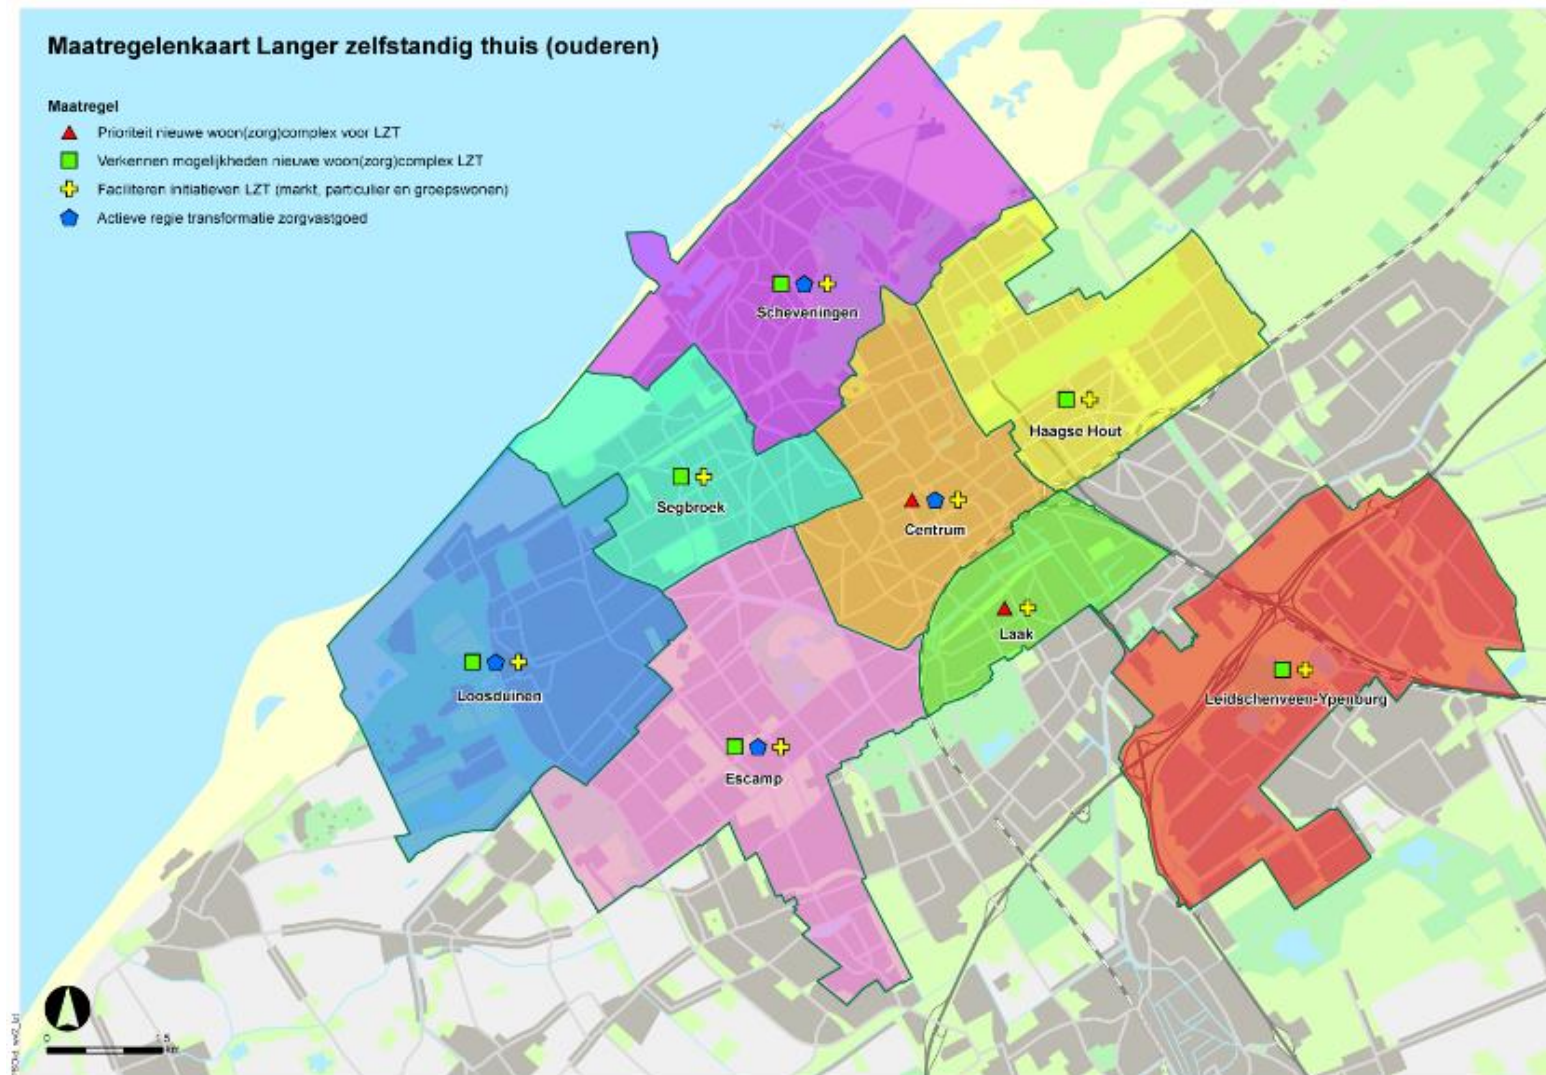 Maatregelenkaart Langer zelfstandig thuis (ouderen)
Maatregel
Prioriteit nieuwe woon(zorg)complex voor LZT
Verkennen mogelijkheden nieuwe woon(zorg)complex LZT
Faciliteren initiatieven LZT (markt, particulier en groepswonen)
Actieve regie transformatie zorgvastgoed
Scheveningen
Haagse Hout
Segbroek
Centrum
Laak
Loosduinen
Leidschenveen-Ypenburg
Escamp
0
km